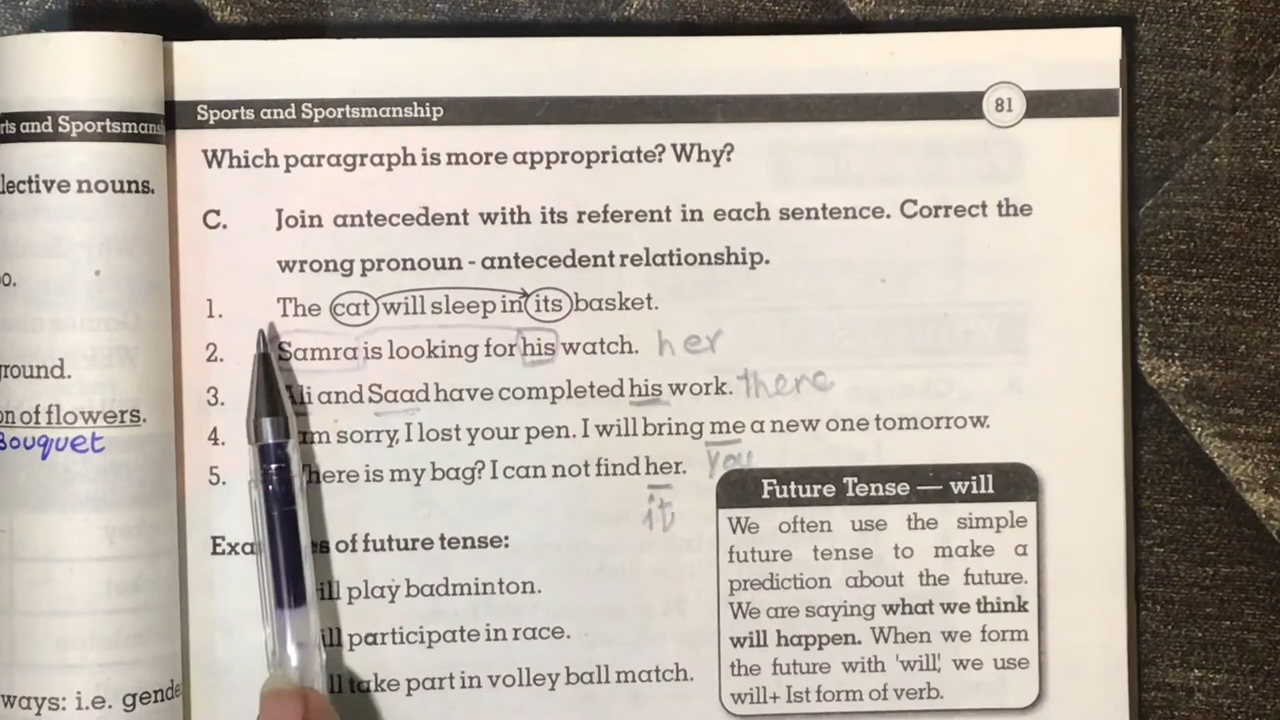 rts and Sportsmans
lective nouns.
o.
round.
on of flowers.
Bouquet
ways: i.e. gende
Sports and Sportsmanship
81
Which paragraph is more appropriate? Why?
C. Join antecedent with its referent in each sentence. Correct the
wrong pronoun - antecedent relationship.
1. The cat will sleep in its basket.
2. Samra is looking for his watch. her
3. Ali and Saad have completed his work. there
4. am sorry, I lost your pen. I will bring me a new one tomorrow.
you
5. here is my bag? I can not find her.
it
Exa es of future tense:
ill play badminton.
ill participate in race.
ll take part in volley ball match.
Future Tense — will
We often use the simple
future tense to make a
prediction about the future.
We are saying what we think
will happen. When we form
the future with 'will', we use
will+ Ist form of verb.